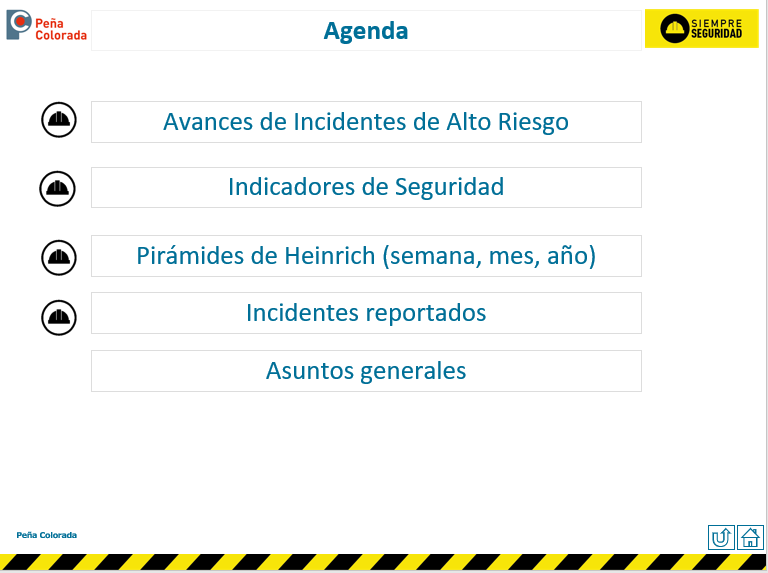 Peña
Colorada
Agenda
SIEMPRE
SEGURIDAD
Avances de Incidentes de Alto Riesgo
Indicadores de Seguridad
Pirámides de Heinrich (semana, mes, año)
Incidentes reportados
Asuntos generales
Peña Colorada